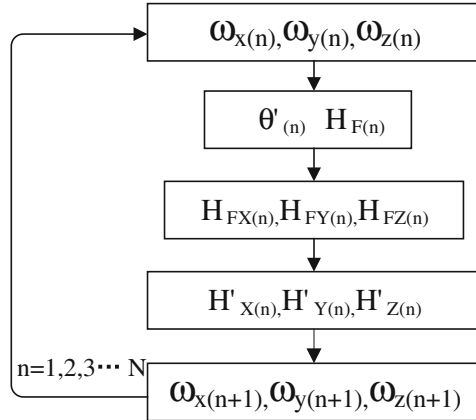 ωx(n),ωy(n),ωz(n)
θ'(n) HF(n)
HFX(n),HFY(n),HFZ(n)
H'X(n),H'Y(n),H'Z(n)
n=1,2,3··· N
ωx(n+1),ωy(n+1),ωz(n+1)